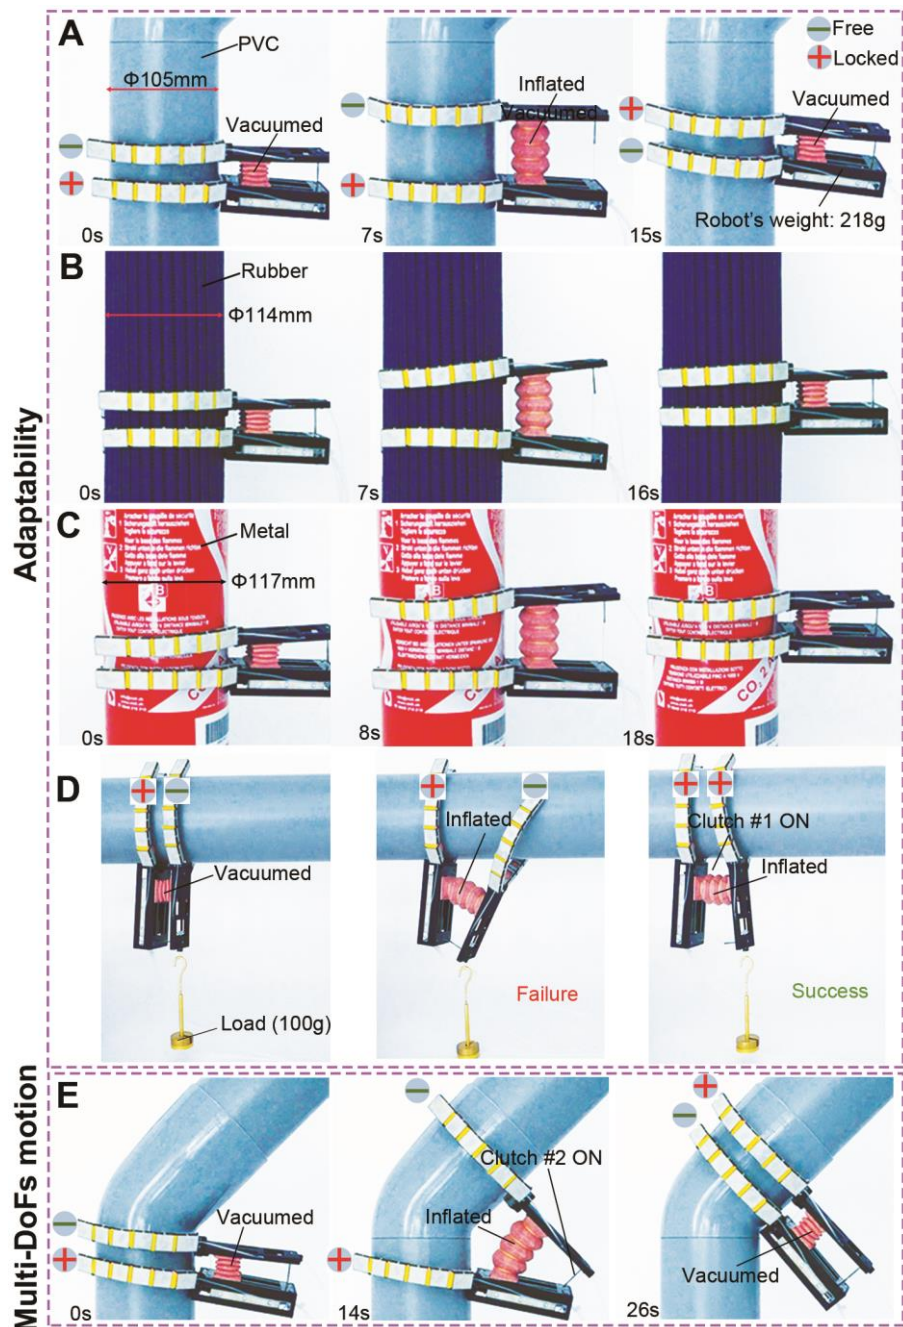 Adaptability
A
PVC
Φ105mm
Vacuumed
0s
Inflated
Vacuumed
7s
Free
Locked
Vacuumed
Robot's weight: 218g
15s
B
Rubber
Φ114mm
0s
7s
16s
C
Metal
Φ117mm
0s
8s
CO₂
18s
D
Vacuumed
Load (100g)
Inflated
Failure
Clutch #1 ON
Inflated
Success
Multi-DoFs motion
E
Vacuumed
0s
Clutch #2 ON
Inflated
14s
Vacuumed
26s